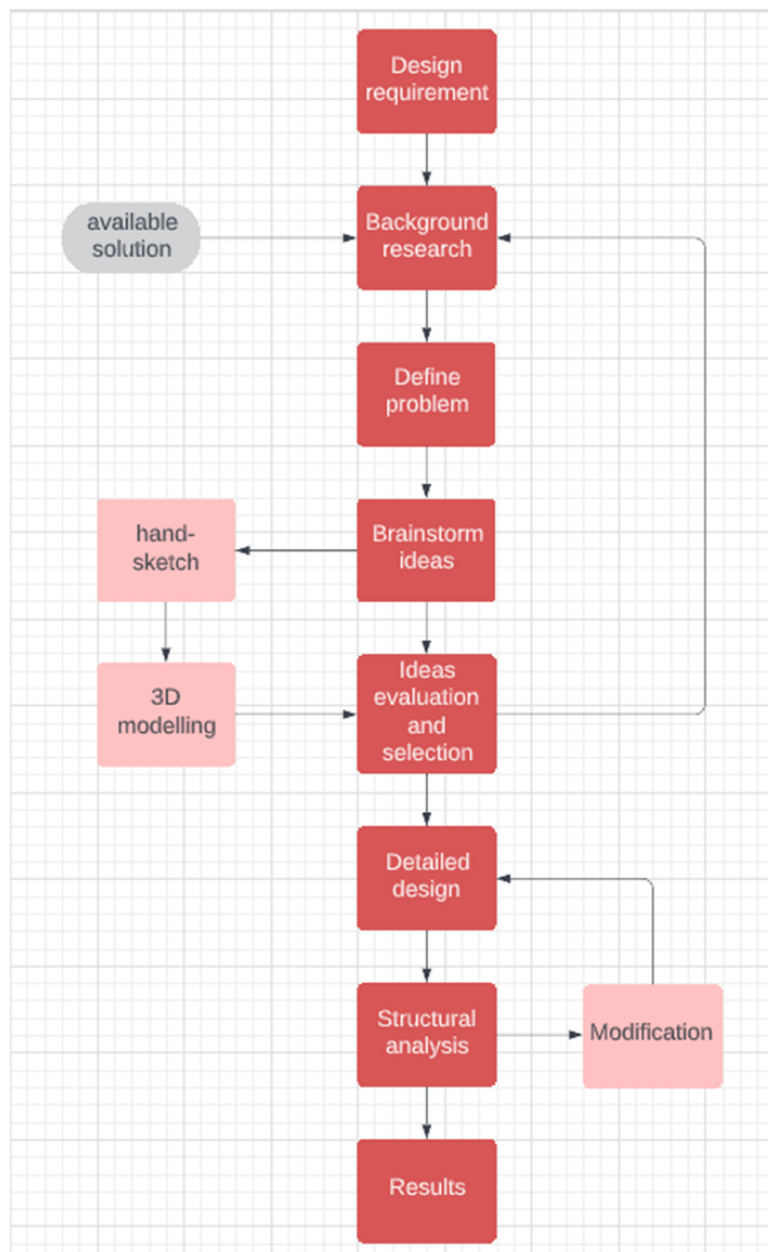 Design
requirement
available
solution
Background
research
Define
problem
hand-
sketch
Brainstorm
ideas
3D
modelling
Ideas
evaluation
and
selection
Detailed
design
Structural
analysis
Modification
Results